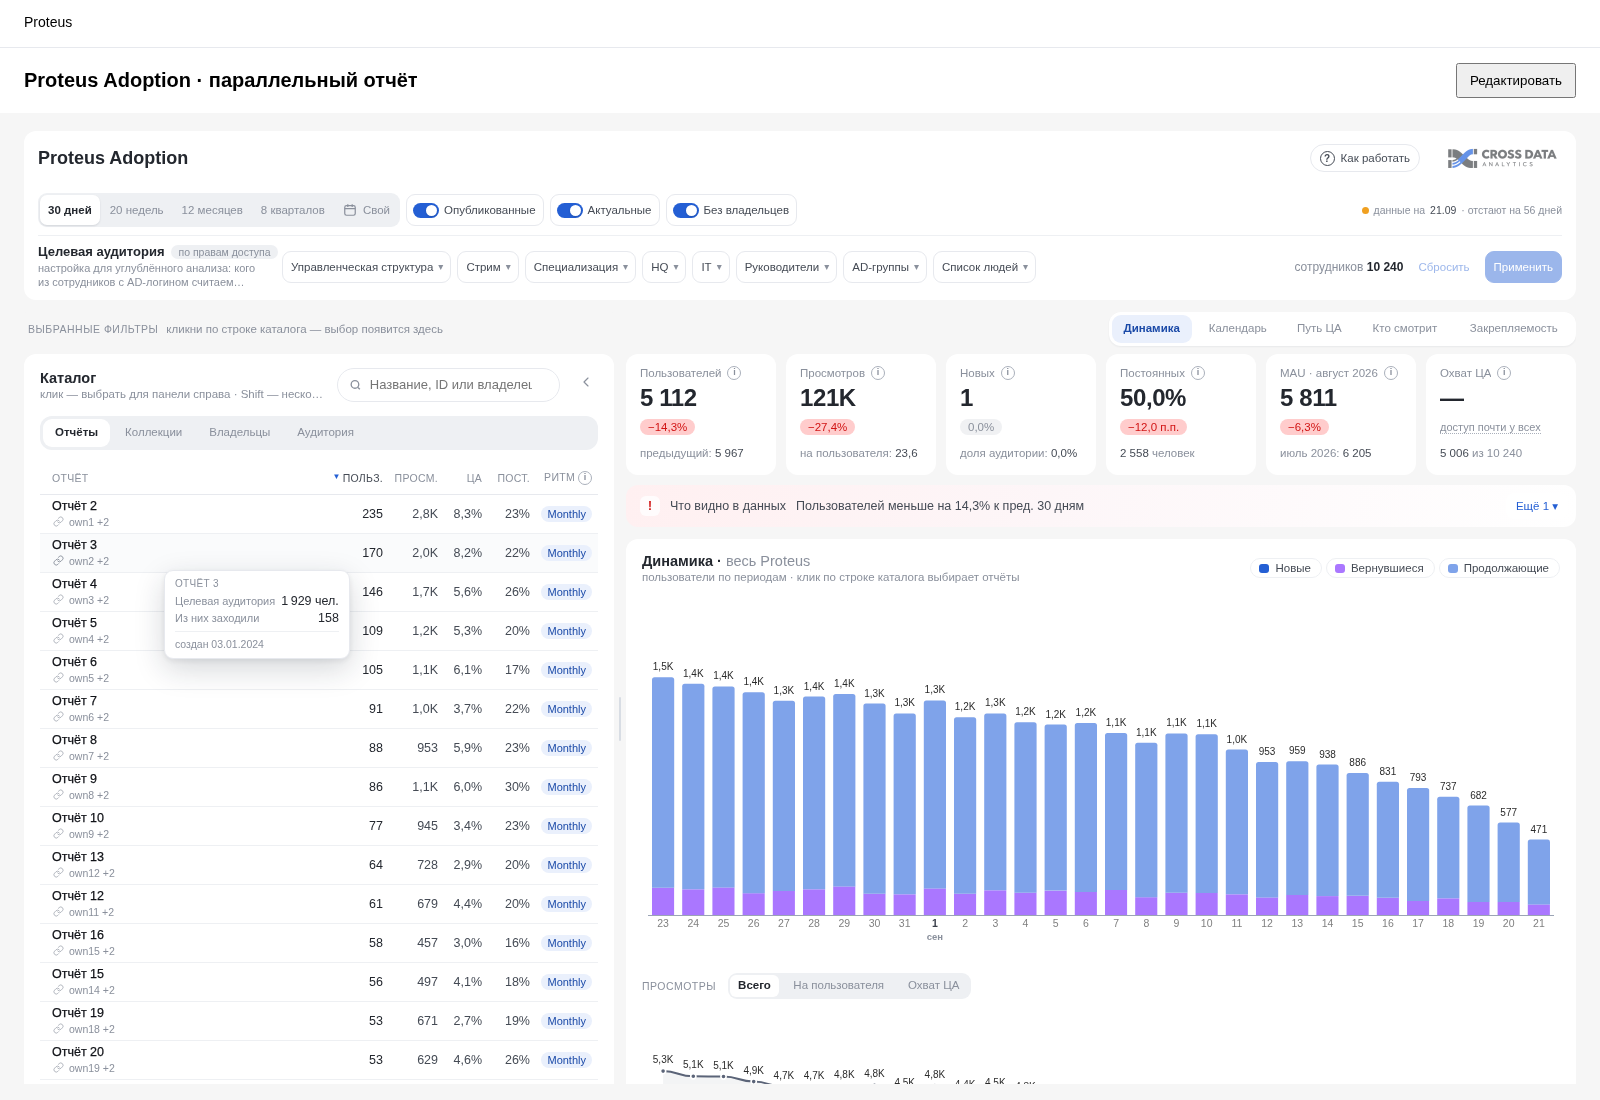 Proteus
Proteus Adoption · параллельный отчёт
Редактировать
Proteus Adoption
? Как работать
CROSS DATA
ANALYTICS
30 дней 20 недель 12 месяцев 8 кварталов Свой Опубликованные Актуальные Без владельцев
данные на 21.09 · отстают на 56 дней
Целевая аудитория по правам доступа
настройка для углублённого анализа: кого
из сотрудников с AD-логином считаем…
Управленческая структура Стрим Специализация HQ IT Руководители AD-группы Список людей
сотрудников 10 240 Сбросить Применить
ВЫБРАННЫЕ ФИЛЬТРЫ кликни по строке каталога — выбор появится здесь
Динамика Календарь Путь ЦА Кто смотрит Закрепляемость
Каталог
клик — выбрать для панели справа · Shift — неско…
Название, ID или владелец
Отчёты Коллекции Владельцы Аудитория
ОТЧЁТ ▼ ПОЛЬЗ. ПРОСМ. ЦА ПОСТ. РИТМ i
Отчёт 2 235 2,8K 8,3% 23% Monthly
own1 +2
Отчёт 3 170 2,0K 8,2% 22% Monthly
own2 +2
Отчёт 4 146 1,7K 5,6% 26% Monthly
own3 +2
Отчёт 5 109 1,2K 5,3% 20% Monthly
own4 +2
Отчёт 6 105 1,1K 6,1% 17% Monthly
own5 +2
ОТЧЁТ 3
Целевая аудитория 1 929 чел.
Из них заходили 158
создан 03.01.2024
Отчёт 7 91 1,0K 3,7% 22% Monthly
own6 +2
Отчёт 8 88 953 5,9% 23% Monthly
own7 +2
Отчёт 9 86 1,1K 6,0% 30% Monthly
own8 +2
Отчёт 10 77 945 3,4% 23% Monthly
own9 +2
Отчёт 13 64 728 2,9% 20% Monthly
own12 +2
Отчёт 12 61 679 4,4% 20% Monthly
own11 +2
Отчёт 16 58 457 3,0% 16% Monthly
own15 +2
Отчёт 15 56 497 4,1% 18% Monthly
own14 +2
Отчёт 19 53 671 2,7% 19% Monthly
own18 +2
Отчёт 20 53 629 4,6% 26% Monthly
own19 +2
Пользователей i
5 112
−14,3%
предыдущий: 5 967
Просмотров i
121K
−27,4%
на пользователя: 23,6
Новых i
1
0,0%
доля аудитории: 0,0%
Постоянных i
50,0%
−12,0 п.п.
2 558 человек
MAU · август 2026 i
5 811
−6,3%
июль 2026: 6 205
Охват ЦА i
—
доступ почти у всех
5 006 из 10 240
! Что видно в данных Пользователей меньше на 14,3% к пред. 30 дням Ещё 1 ▾
Динамика · весь Proteus
пользователи по периодам · клик по строке каталога выбирает отчёты
Новые Вернувшиеся Продолжающие
1,5K 1,4K 1,4K 1,4K 1,3K 1,4K 1,4K 1,3K 1,3K 1,3K 1,2K 1,3K 1,2K 1,2K 1,2K 1,1K 1,1K 1,1K 1,1K 1,0K 953 959 938 886 831 793 737 682 577 471
23 24 25 26 27 28 29 30 31 1 2 3 4 5 6 7 8 9 10 11 12 13 14 15 16 17 18 19 20 21
сен
ПРОСМОТРЫ Всего На пользователя Охват ЦА
5,3K 5,1K 5,1K 4,9K 4,7K 4,7K 4,8K 4,8K 4,5K 4,8K 4,4K 4,5K